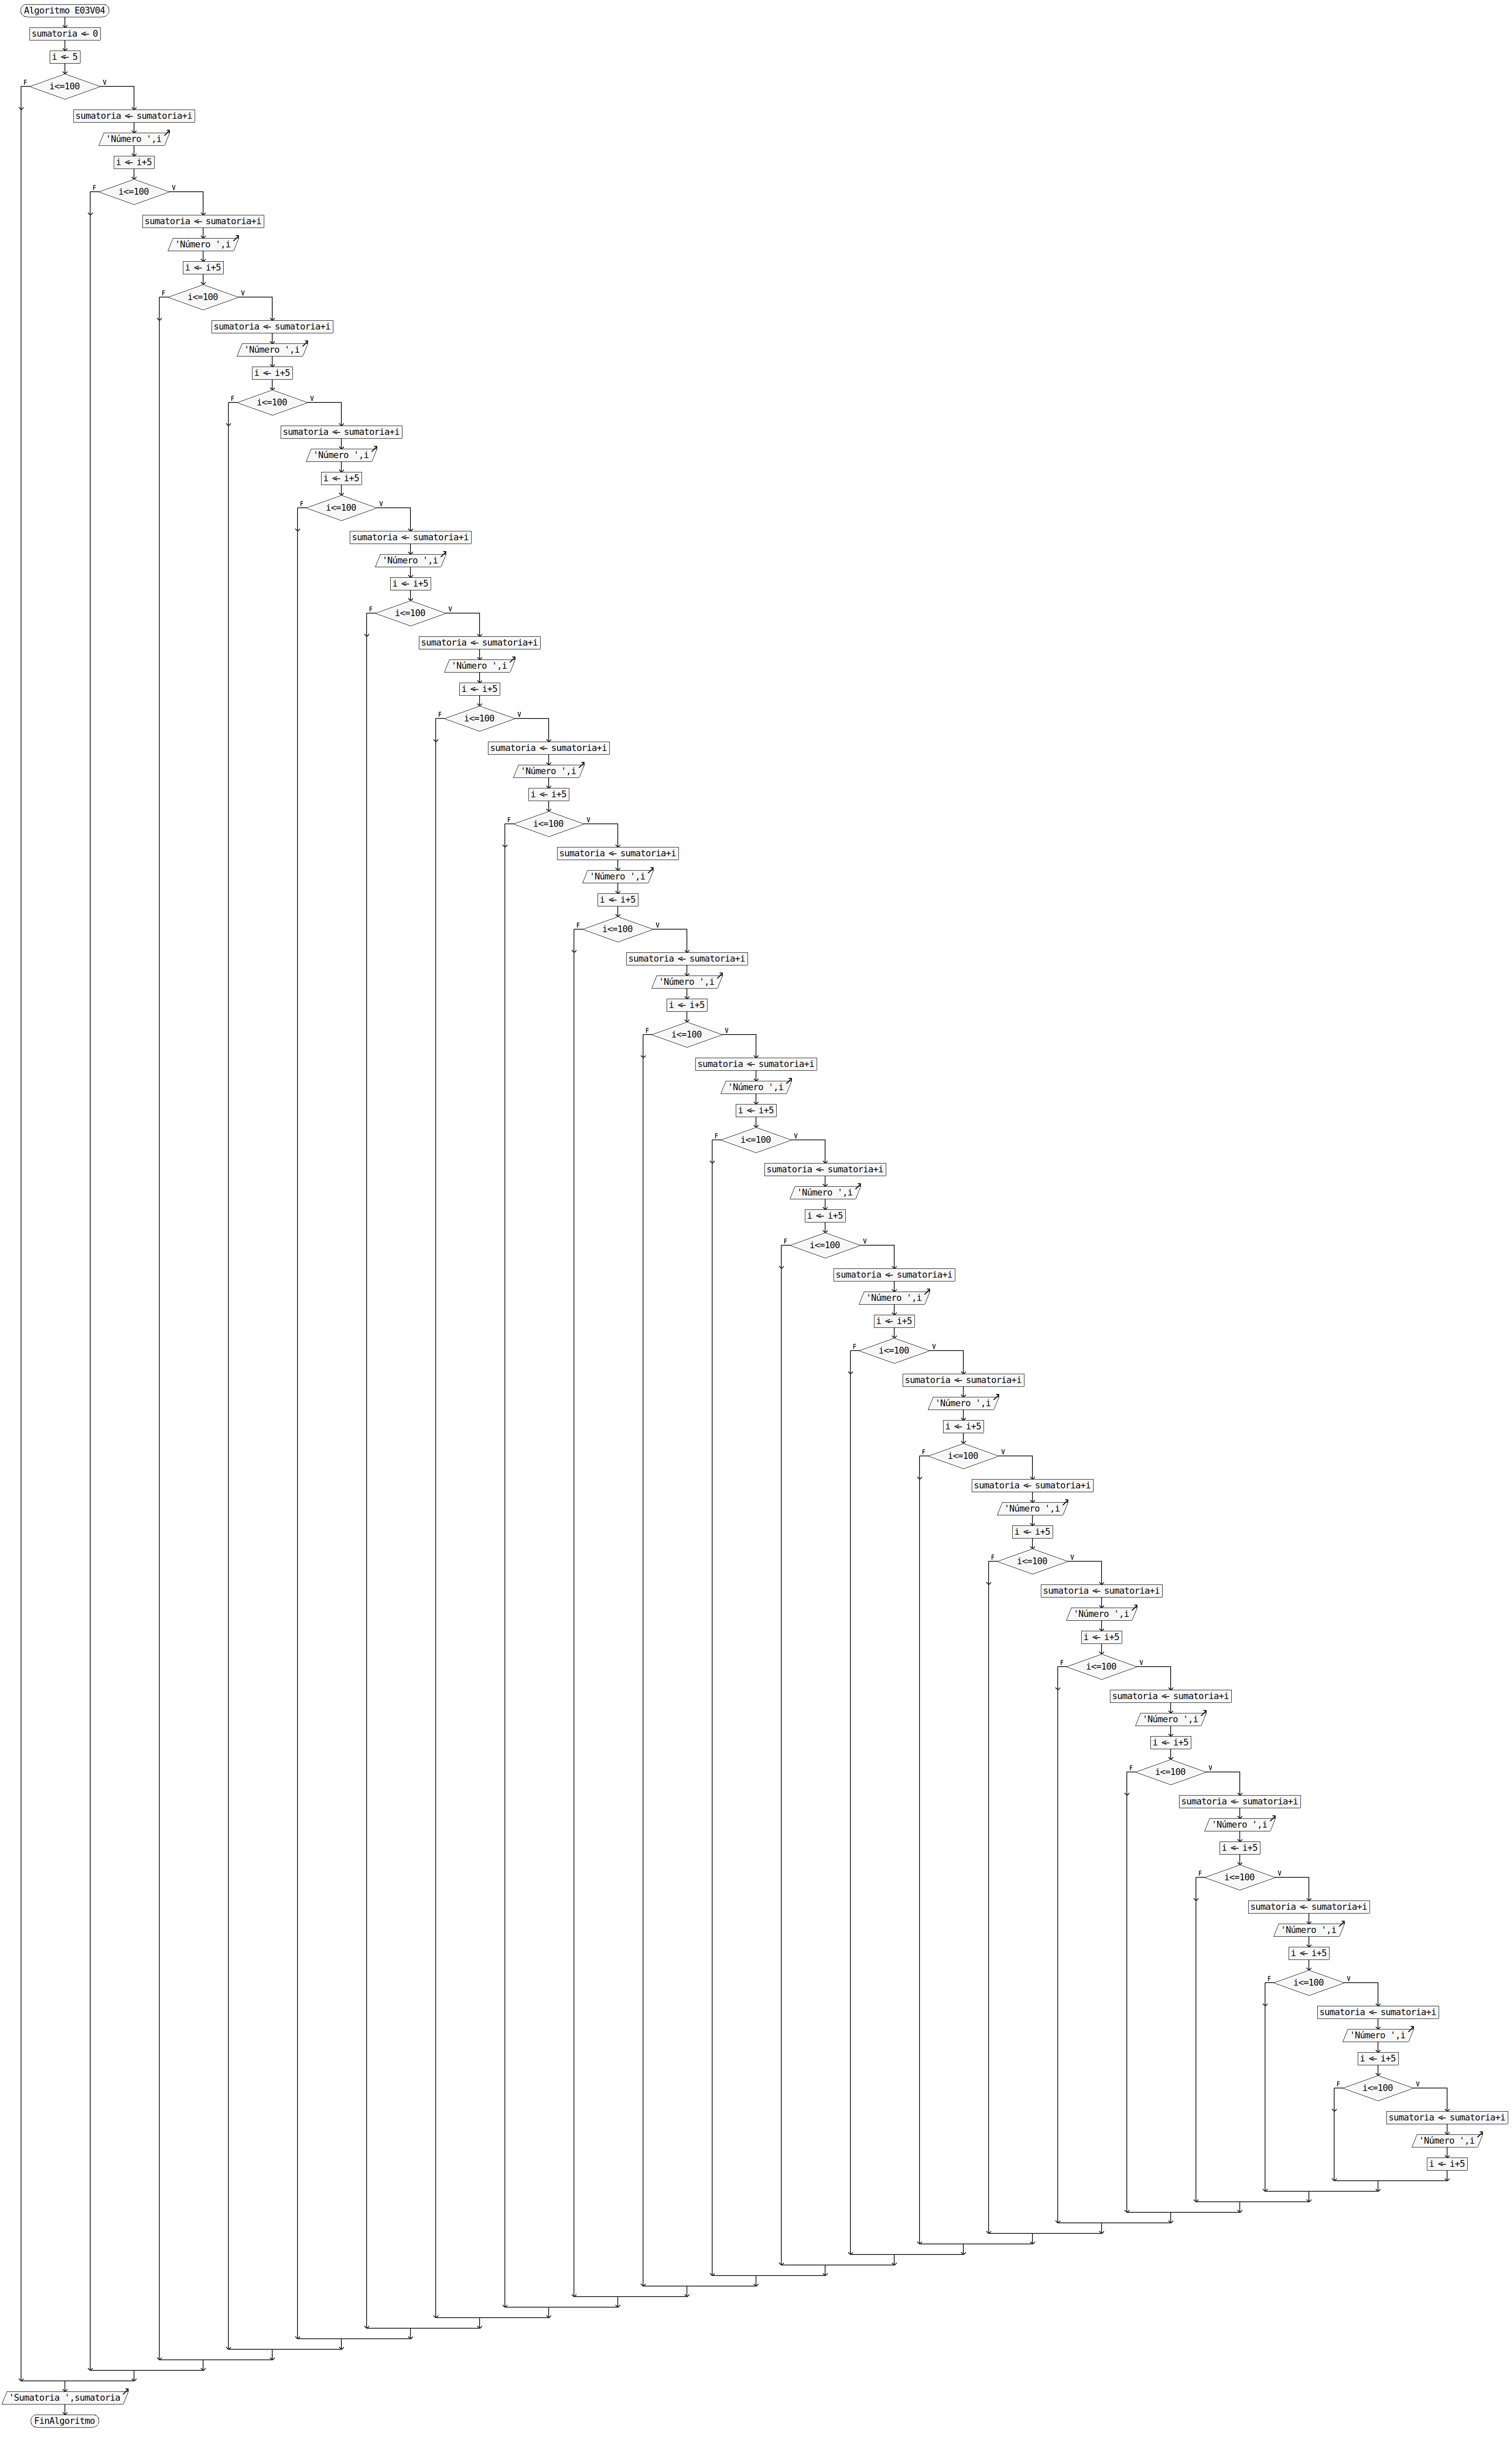 Algoritmo E03V04
sumatoria ← 0
i ← 5
F V
i<=100
sumatoria ← sumatoria+i
'Número ',i
i ← i+5
F V
i<=100
sumatoria ← sumatoria+i
'Número ',i
i ← i+5
F V
i<=100
sumatoria ← sumatoria+i
'Número ',i
i ← i+5
F V
i<=100
sumatoria ← sumatoria+i
'Número ',i
i ← i+5
F V
i<=100
sumatoria ← sumatoria+i
'Número ',i
i ← i+5
F V
i<=100
sumatoria ← sumatoria+i
'Número ',i
i ← i+5
F V
i<=100
sumatoria ← sumatoria+i
'Número ',i
i ← i+5
F V
i<=100
sumatoria ← sumatoria+i
'Número ',i
i ← i+5
F V
i<=100
sumatoria ← sumatoria+i
'Número ',i
i ← i+5
F V
i<=100
sumatoria ← sumatoria+i
'Número ',i
i ← i+5
F V
i<=100
sumatoria ← sumatoria+i
'Número ',i
i ← i+5
F V
i<=100
sumatoria ← sumatoria+i
'Número ',i
i ← i+5
F V
i<=100
sumatoria ← sumatoria+i
'Número ',i
i ← i+5
F V
i<=100
sumatoria ← sumatoria+i
'Número ',i
i ← i+5
F V
i<=100
sumatoria ← sumatoria+i
'Número ',i
i ← i+5
F V
i<=100
sumatoria ← sumatoria+i
'Número ',i
i ← i+5
F V
i<=100
sumatoria ← sumatoria+i
'Número ',i
i ← i+5
F V
i<=100
sumatoria ← sumatoria+i
'Número ',i
i ← i+5
F V
i<=100
sumatoria ← sumatoria+i
'Número ',i
i ← i+5
F V
i<=100
sumatoria ← sumatoria+i
'Número ',i
i ← i+5
'Sumatoria ',sumatoria
FinAlgoritmo